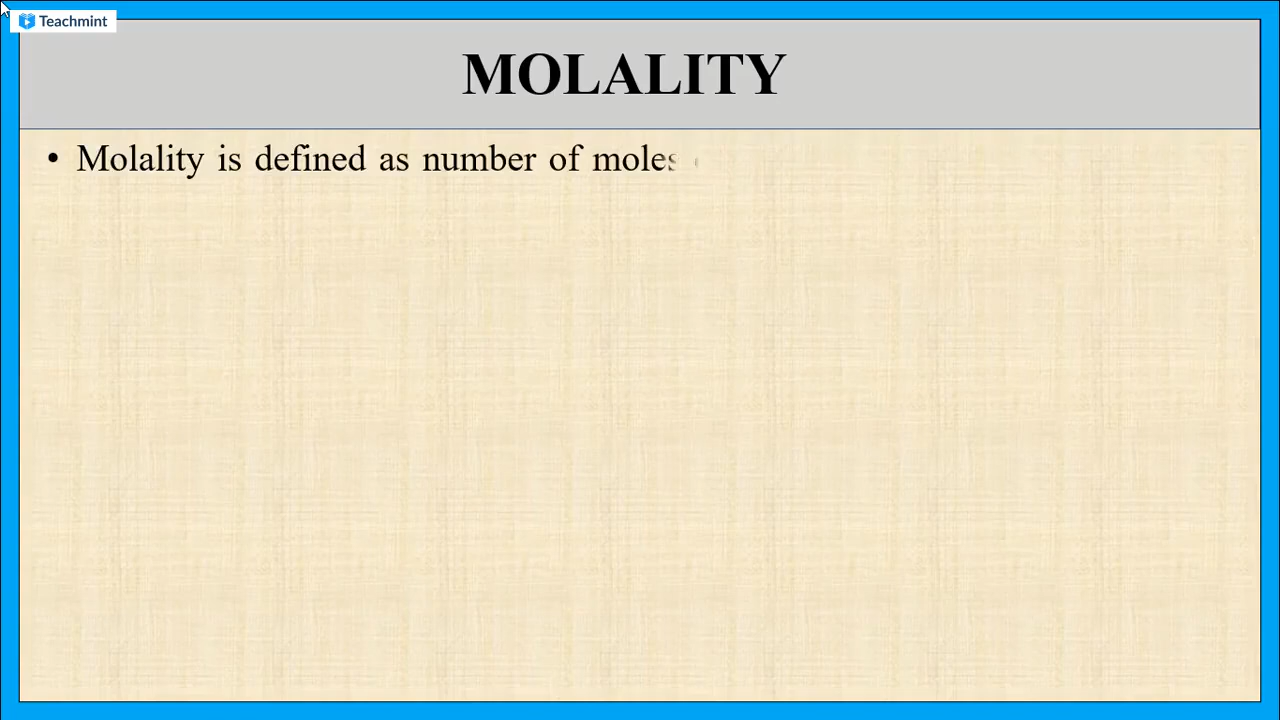 Teachmint
MOLALITY
• Molality is defined as number of moles